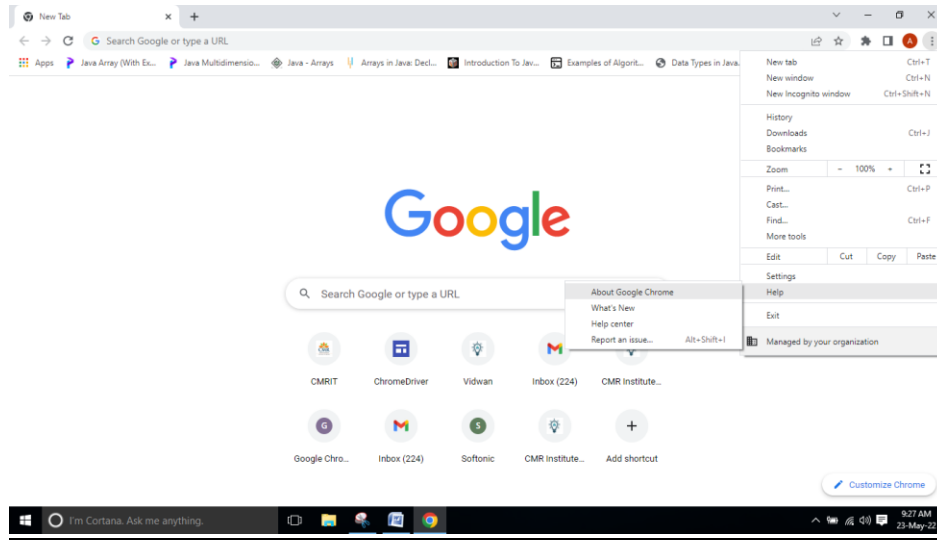 New Tab
Search Google or type a URL
Apps Java Array (With Ex... Java Multidimensio... Java - Arrays Arrays in Java: Decl... Introduction To Jav... Examples of Algorit... Data Types in Java.
New tab Ctrl+T
New window Ctrl+N
New Incognito window Ctrl+Shift+N
History
Downloads Ctrl+J
Bookmarks
Zoom - 100% +
Print... Ctrl+P
Cast...
Find... Ctrl+F
More tools
Edit Cut Copy Paste
Settings
Help
Exit
Managed by your organization
About Google Chrome
What's New
Help center
Report an issue... Alt+Shift+I
Google
Search Google or type a URL
CMRIT ChromeDriver Vidwan Inbox (224) CMR Institute...
Google Chro... Inbox (224) Softonic CMR Institute... Add shortcut
Customize Chrome
I'm Cortana. Ask me anything.
9:27 AM
23-May-22